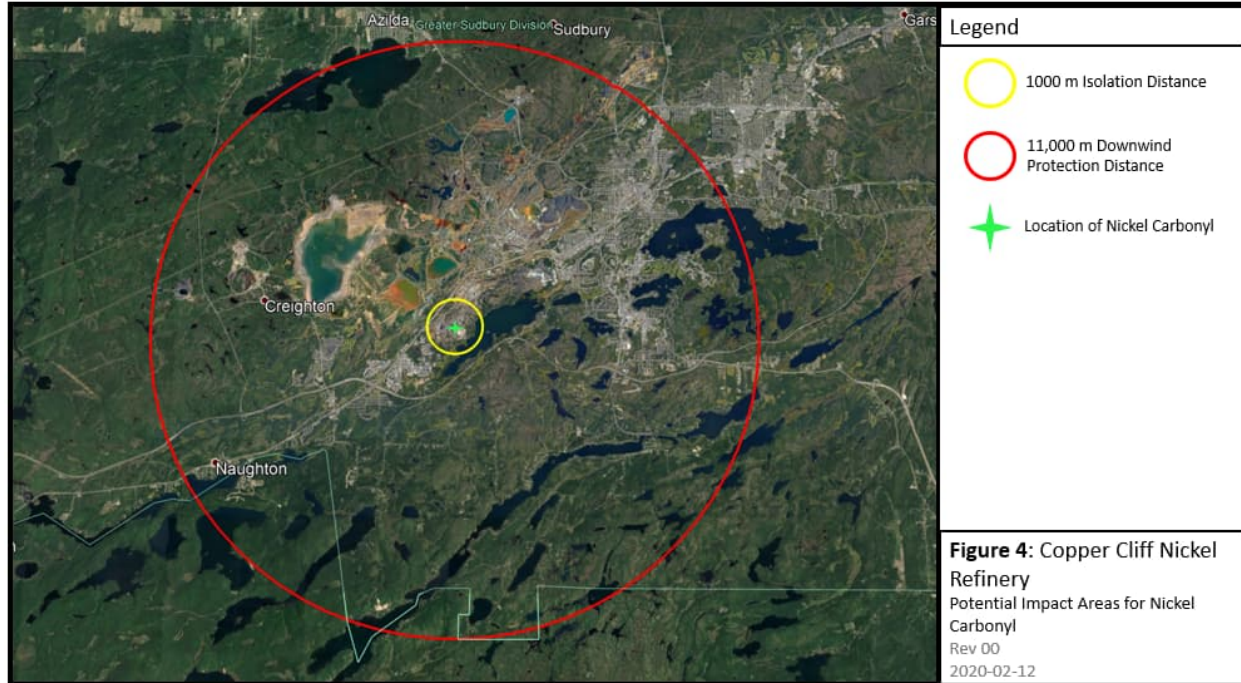 Azilda
Greater Sudbury Division
Sudbury
Gars
Creighton
Naughton
Legend
1000 m Isolation Distance
11,000 m Downwind
Protection Distance
Location of Nickel Carbonyl
Figure 4: Copper Cliff Nickel
Refinery
Potential Impact Areas for Nickel
Carbonyl
Rev 00
2020-02-12